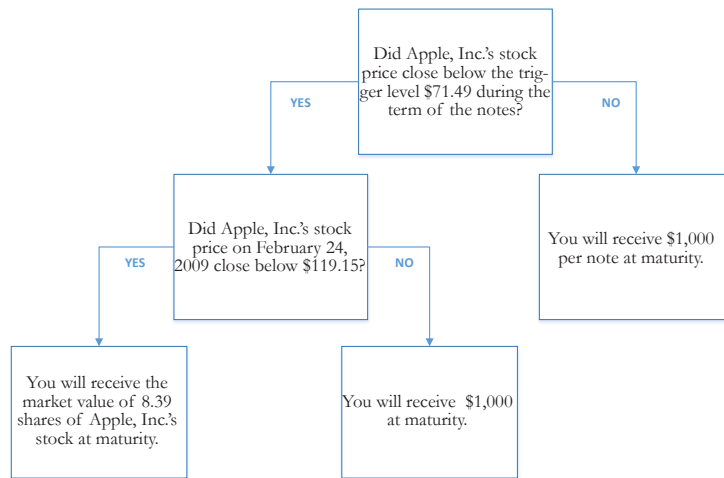 Did Apple, Inc.'s stock
price close below the trig-
ger level $71.49 during the
term of the notes?
YES
NO
Did Apple, Inc.'s stock
price on February 24,
2009 close below $119.15?
You will receive $1,000
per note at maturity.
YES
NO
You will receive the
market value of 8.39
shares of Apple, Inc.'s
stock at maturity.
You will receive $1,000
at maturity.